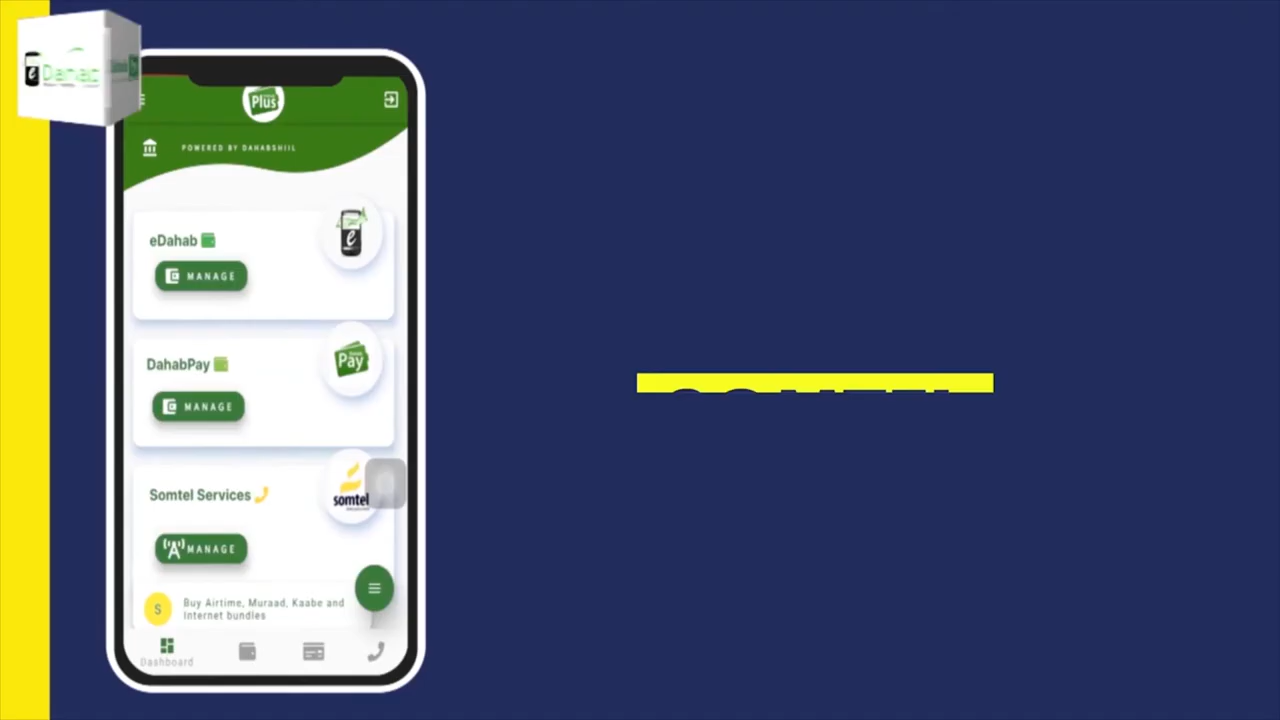 e Dahab
Plus
POWERED BY DAHABSHIIL
eDahab
e
MANAGE
DahabPay
Pay
MANAGE
Somtel Services
somtel
MANAGE
S
Buy Airtime, Muraad, Kaabe and
Internet bundles
Dashboard